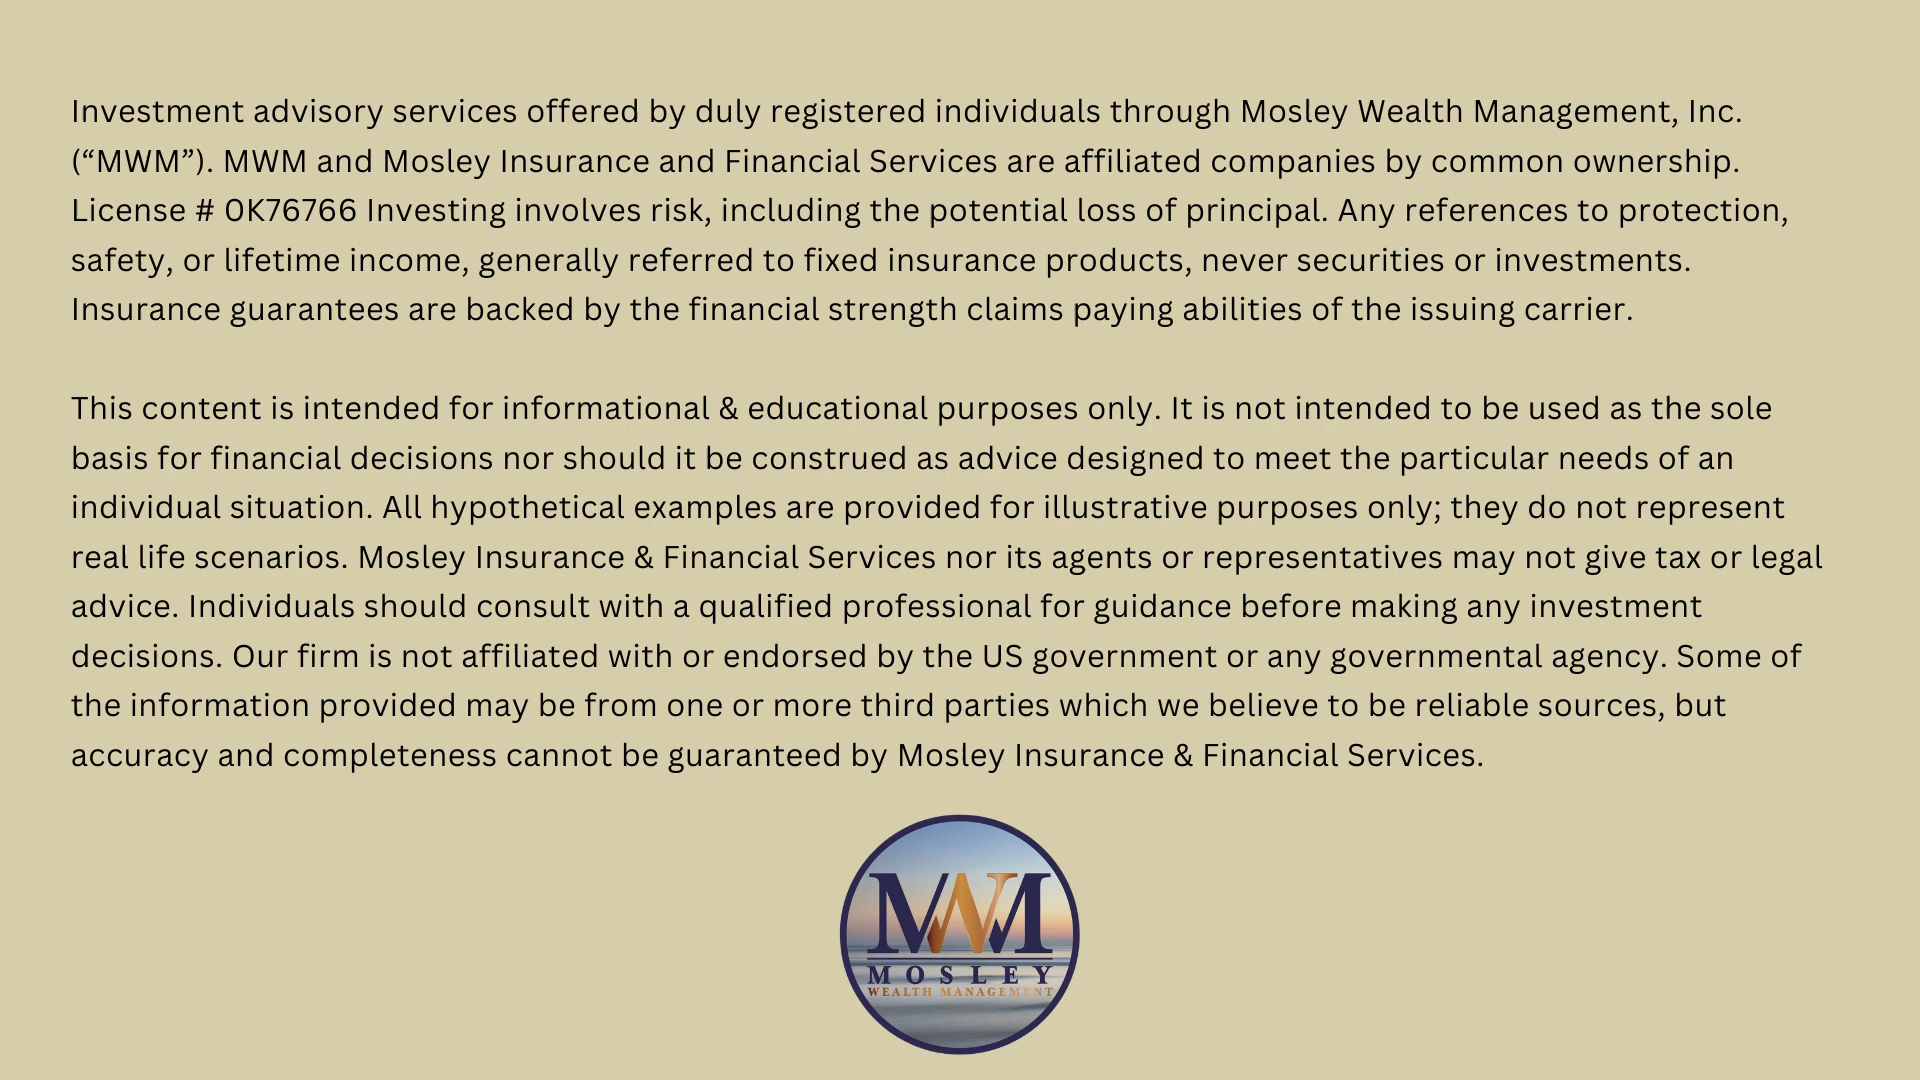 Investment advisory services offered by duly registered individuals through Mosley Wealth Management, Inc.
(“MWM”). MWM and Mosley Insurance and Financial Services are affiliated companies by common ownership.
License # 0K76766 Investing involves risk, including the potential loss of principal. Any references to protection,
safety, or lifetime income, generally referred to fixed insurance products, never securities or investments.
Insurance guarantees are backed by the financial strength claims paying abilities of the issuing carrier.
This content is intended for informational & educational purposes only. It is not intended to be used as the sole
basis for financial decisions nor should it be construed as advice designed to meet the particular needs of an
individual situation. All hypothetical examples are provided for illustrative purposes only; they do not represent
real life scenarios. Mosley Insurance & Financial Services nor its agents or representatives may not give tax or legal
advice. Individuals should consult with a qualified professional for guidance before making any investment
decisions. Our firm is not affiliated with or endorsed by the US government or any governmental agency. Some of
the information provided may be from one or more third parties which we believe to be reliable sources, but
accuracy and completeness cannot be guaranteed by Mosley Insurance & Financial Services.
MWM
MOSLEY
WEALTH MANAGEMENT